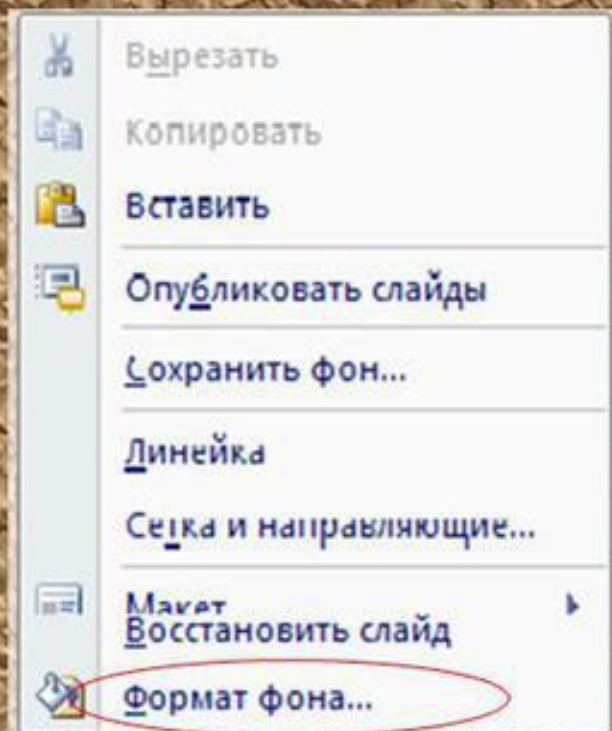 Вырезать
Копировать
Вставить
Опубликовать слайды
Сохранить фон...
Линейка
Сетка и направляющие...
Макет
Восстановить слайд
Формат фона...